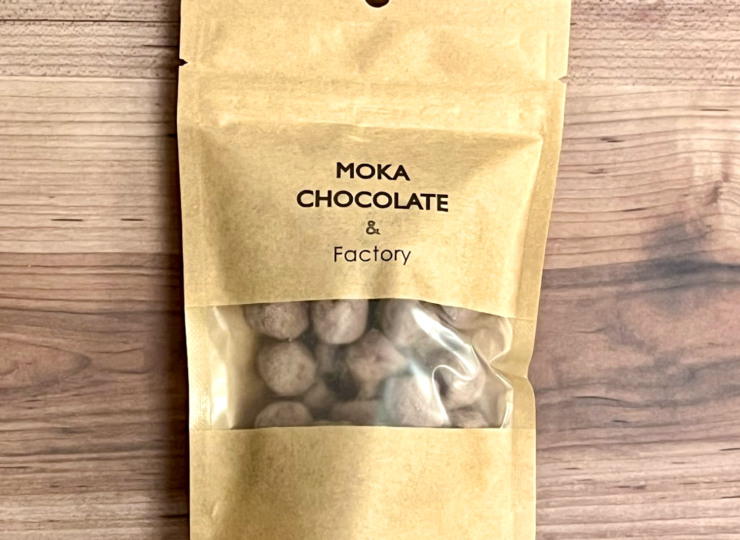 MOKA
CHOCOLATE
&
Factory